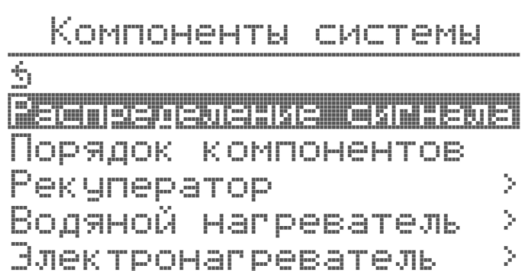 Компоненты системы
Распределение сигнала
Порядок компонентов
Рекуператор >
Водяной нагреватель >
Электронагреватель >